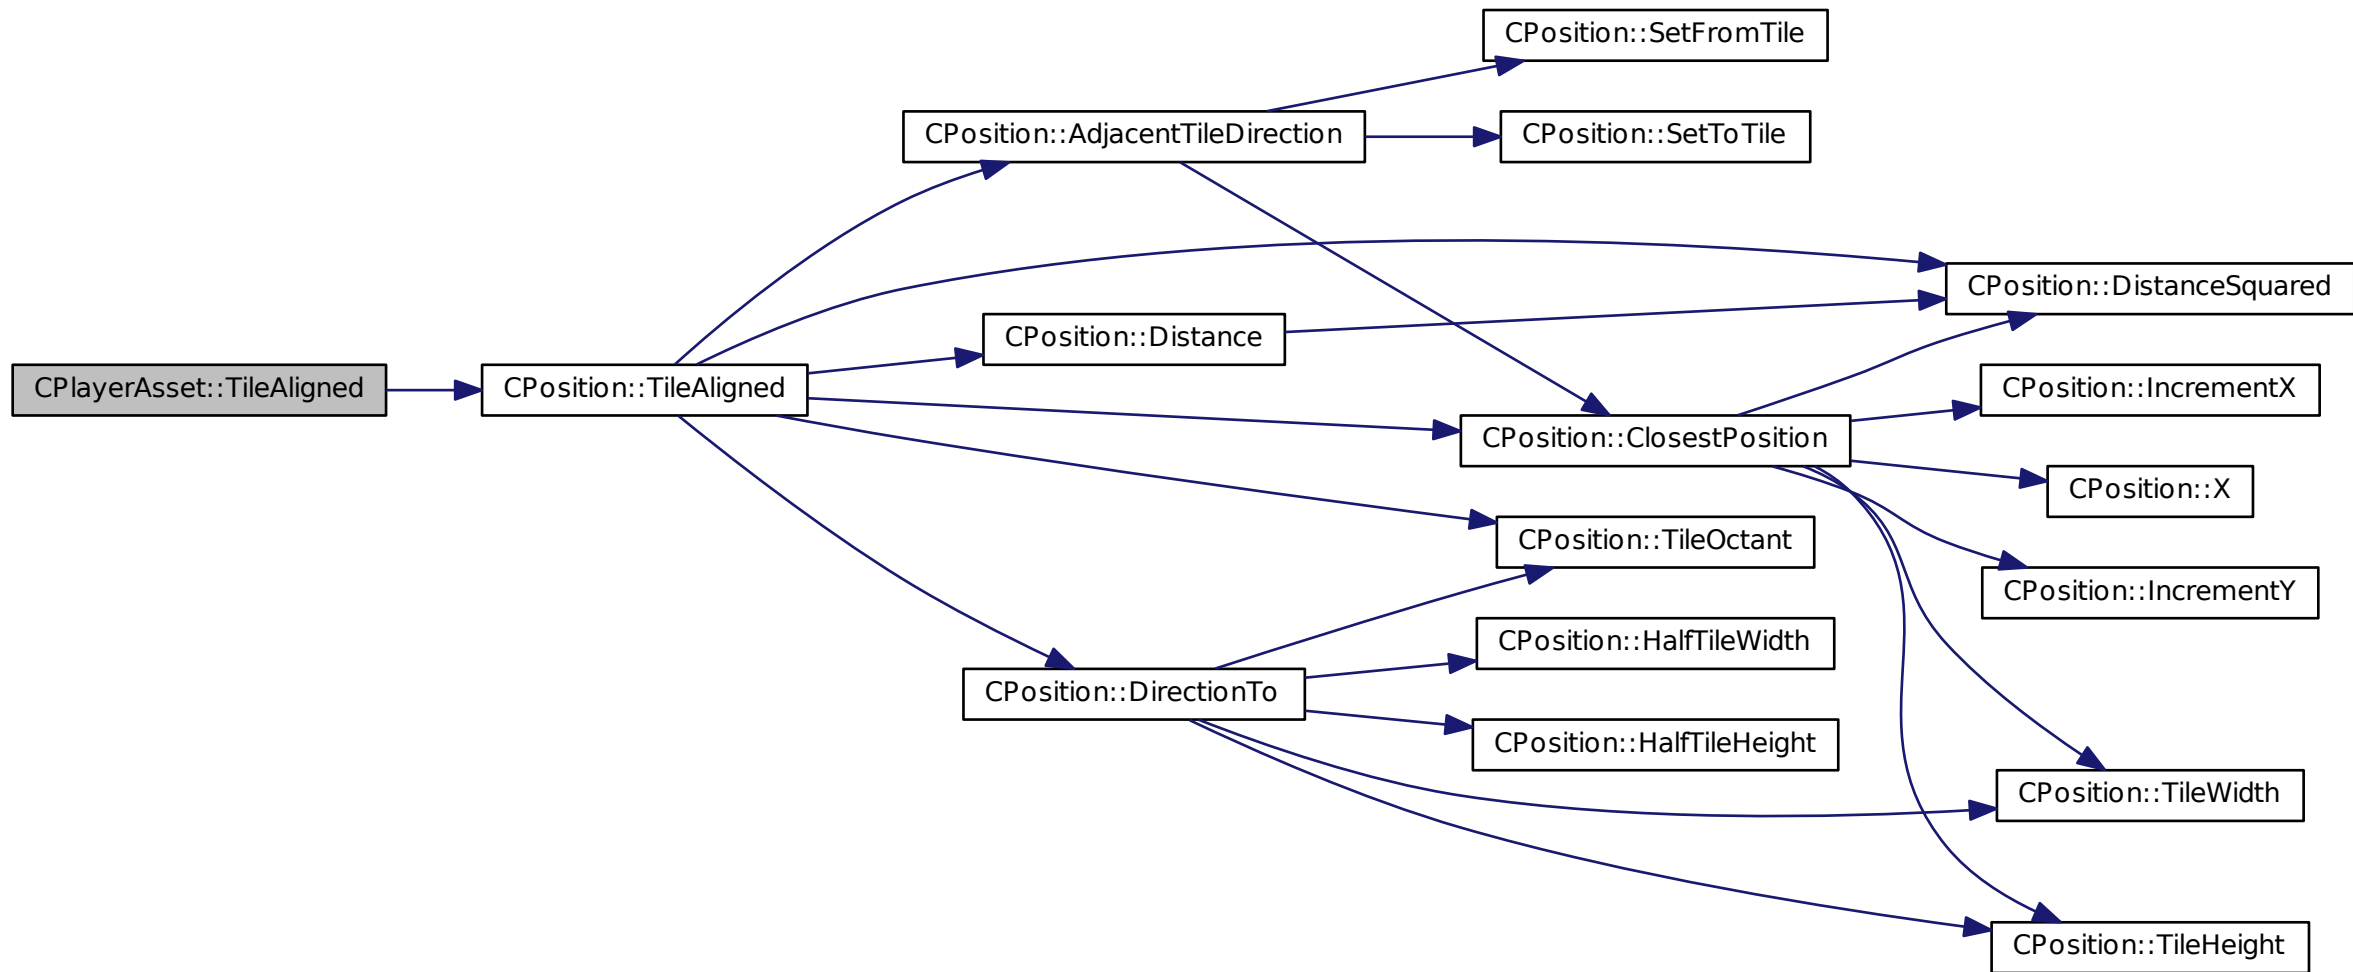 CPosition::SetFromTile
CPosition::AdjacentTileDirection
CPosition::SetToTile
CPosition::DistanceSquared
CPosition::Distance
CPlayerAsset::TileAligned
CPosition::TileAligned
CPosition::IncrementX
CPosition::ClosestPosition
CPosition::X
CPosition::TileOctant
CPosition::IncrementY
CPosition::HalfTileWidth
CPosition::DirectionTo
CPosition::HalfTileHeight
CPosition::TileWidth
CPosition::TileHeight